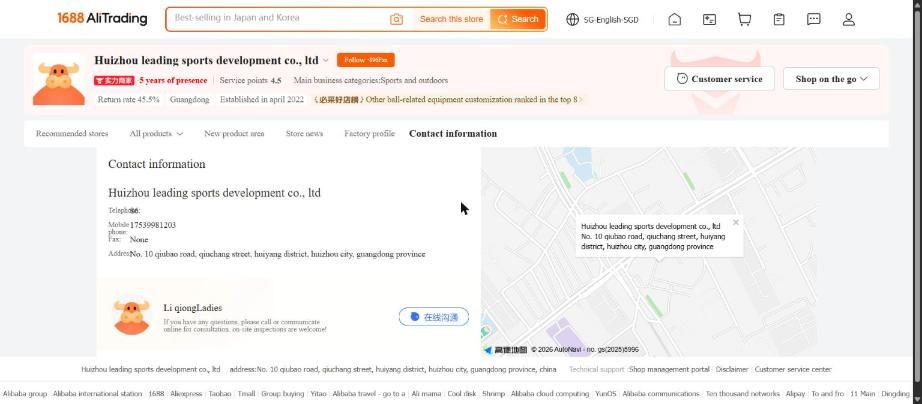 1688 AliTrading
Best-selling in Japan and Korea
Search this store
Search
SG-English-SGD
Huizhou leading sports development co., ltd
Follow
实力商家
5 years of presence
Service points 4.5
Main business categories:Sports and outdoors
Return rate 45.5%
Guangdong
Established in april 2022
《必采好店榜》Other ball-related equipment customization ranked in the top 8
Customer service
Shop on the go
Recommended stores
All products
New product area
Store news
Factory profile
Contact information
Contact information
Huizhou leading sports development co., ltd
86
Mobile phone: 17539981203
Fax: None
Address No. 10 qiubao road, qiuchang street, huiyang district, huizhou city, guangdong province
Li qiongLadies
If you have any questions, please call or communicate
online for consultation. on-site inspections are welcome!
在线沟通
Huizhou leading sports development co., ltd
No. 10 qiubao road, qiuchang street, huiyang
district, huizhou city, guangdong province
高德地图 © 2026 AutoNavi - no. gs(2025)5996
Huizhou leading sports development co., ltd address:No. 10 qiubao road, qiuchang street, huiyang district, huizhou city, guangdong province, china Technical support :Shop management portal Disclaimer Customer service center
Alibaba group Alibaba international station 1688 Aliexpress Taobao Tmall Group buying Yitao Alibaba travel - go to a Ali mama Cool disk Shrimp Alibaba cloud computing YunOS Alibaba communications Ten thousand networks Alipay To and fro 11 Main Dingding